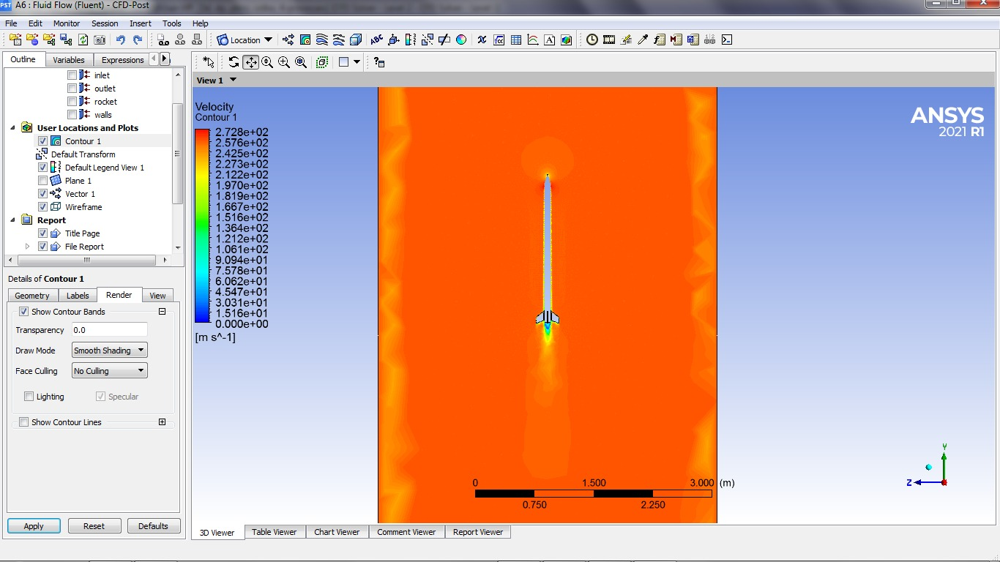 PST A6 : Fluid Flow (Fluent) - CFD-Post
File Edit Monitor Session Insert Tools Help
Location
Outline Variables Expressions
inlet
outlet
rocket
walls
User Locations and Plots
Contour 1
Default Transform
Default Legend View 1
Plane 1
Vector 1
Wireframe
Report
Title Page
File Report
Details of Contour 1
Geometry Labels Render View
Show Contour Bands
Transparency 0.0
Draw Mode Smooth Shading
Face Culling No Culling
Lighting Specular
Show Contour Lines
Apply Reset Defaults
View 1
Velocity
Contour 1
2.728e+02
2.576e+02
2.425e+02
2.273e+02
2.122e+02
1.970e+02
1.819e+02
1.667e+02
1.516e+02
1.364e+02
1.212e+02
1.061e+02
9.094e+01
7.578e+01
6.062e+01
4.547e+01
3.031e+01
1.516e+01
0.000e+00
[m s^-1]
ANSYS
2021 R1
0 1.500 3.000 (m)
0.750 2.250
Y
Z
3D Viewer Table Viewer Chart Viewer Comment Viewer Report Viewer